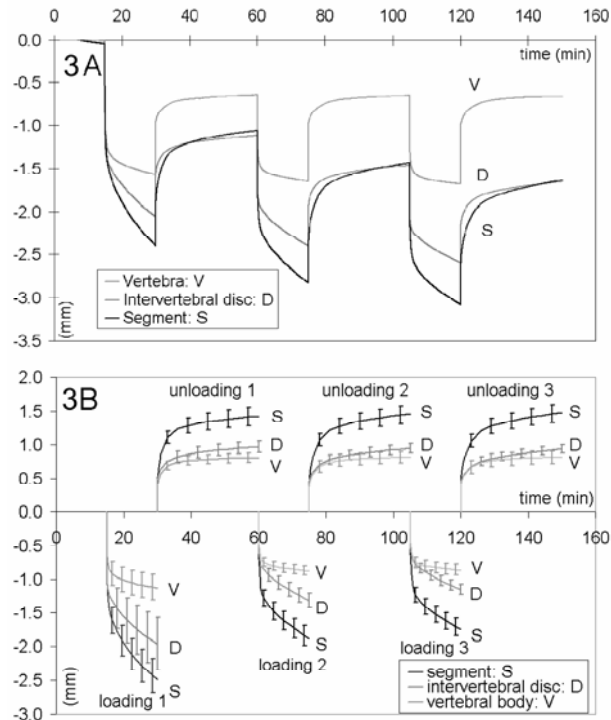 0 20 40 60 80 100 120 140 160
0.0
time (min)
3A
-0.5
V
-1.0
-1.5
D
-2.0
S
-2.5
Vertebra: V
Intervertebral disc: D
Segment: S
-3.0
-3.5
(mm)
2.0
3B
unloading 1 unloading 2 unloading 3
1.5
S S S
1.0
D D D
V V V
0.5
time (min)
0.0
0 20 40 60 80 100 120 140 160
-0.5
V V V
-1.0
D D
-1.5
S S
-2.0
D
loading 2 loading 3
-2.5
S
loading 1
segment: S
intervertebral disc: D
vertebral body: V
-3.0
(mm)